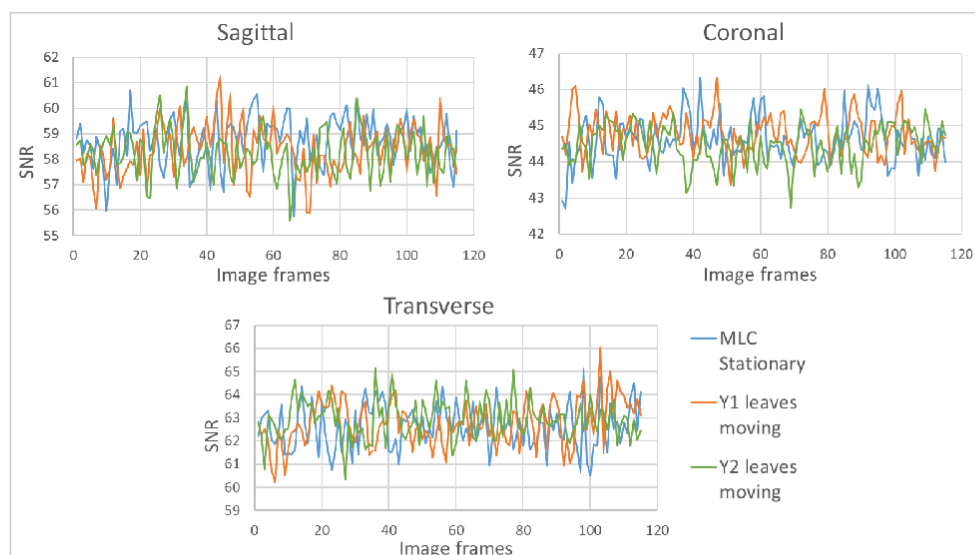 Sagittal
62
61
60
59
58
57
56
55
SNR
0 20 40 60 80 100 120
Image frames
Coronal
47
46
45
44
43
42
SNR
0 20 40 60 80 100 120
Image frames
Transverse
67
66
65
64
63
62
61
60
59
SNR
0 20 40 60 80 100 120
Image frames
MLC
Stationary
Y1 leaves
moving
Y2 leaves
moving